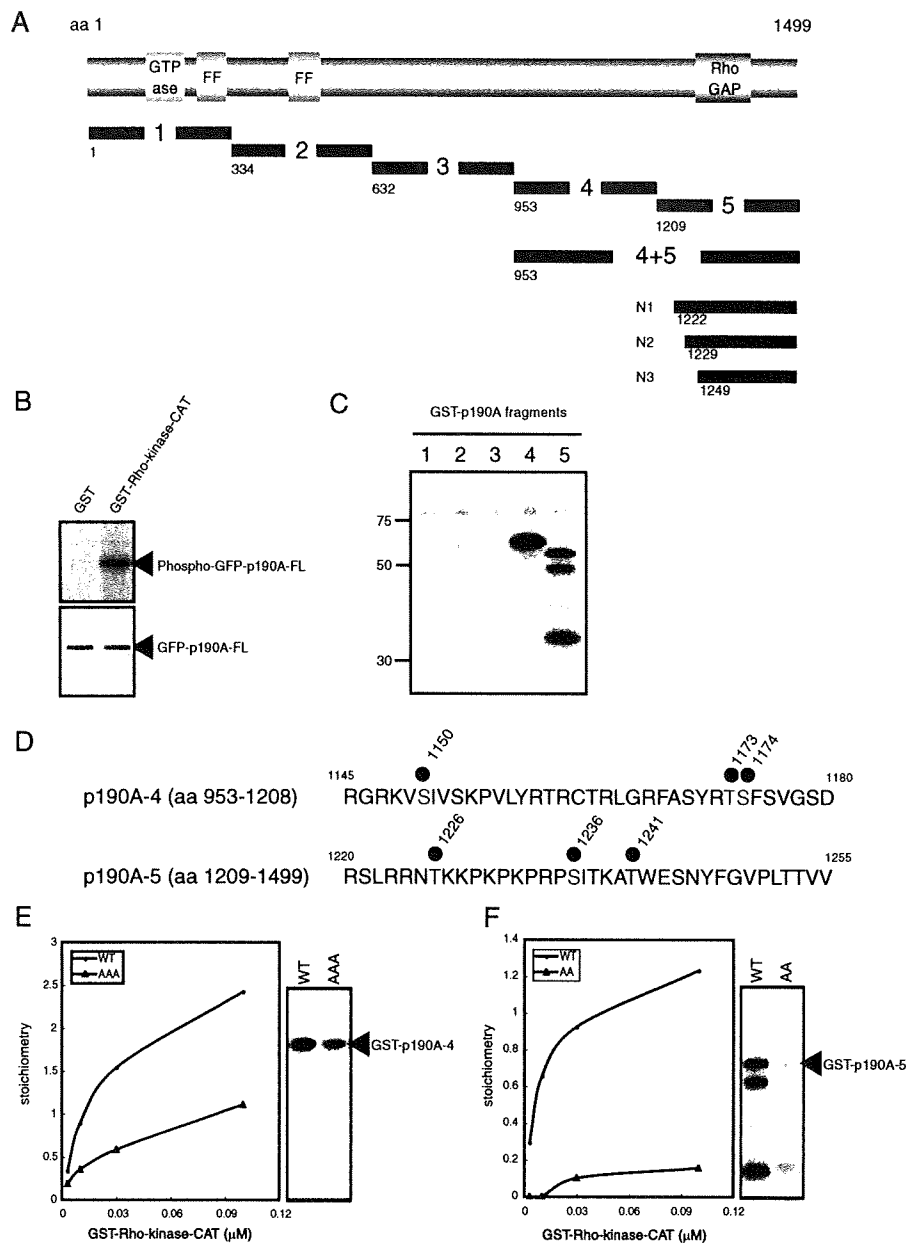 A
aa 1
1499
GTP
ase
FF
FF
Rho
GAP
1
1
2
334
3
632
4
953
5
1209
4+5
953
N1
1222
N2
1229
N3
1249
B
GST
GST-Rho-kinase-CAT
Phospho-GFP-p190A-FL
GFP-p190A-FL
C
GST-p190A fragments
1 2 3 4 5
75
50
30
D
1150
1173
1174
1145
1180
p190A-4 (aa 953-1208)
RGRKVSIVSKPVLYRTRCTRLGRFASYRTSFSVGSD
1226
1236
1241
1220
1255
p190A-5 (aa 1209-1499)
RSLRRNTKKPKPKPRPSITKATWESNYFGVPLTTVV
E
WT
AAA
3
2.5
2
1.5
1
0.5
0
stoichiometry
0 0.03 0.06 0.09 0.12
GST-Rho-kinase-CAT (μM)
WT
AAA
GST-p190A-4
F
WT
AA
1.4
1.2
1
0.8
0.6
0.4
0.2
0
stoichiometry
0 0.03 0.06 0.09 0.12
GST-Rho-kinase-CAT (μM)
WT
AA
GST-p190A-5